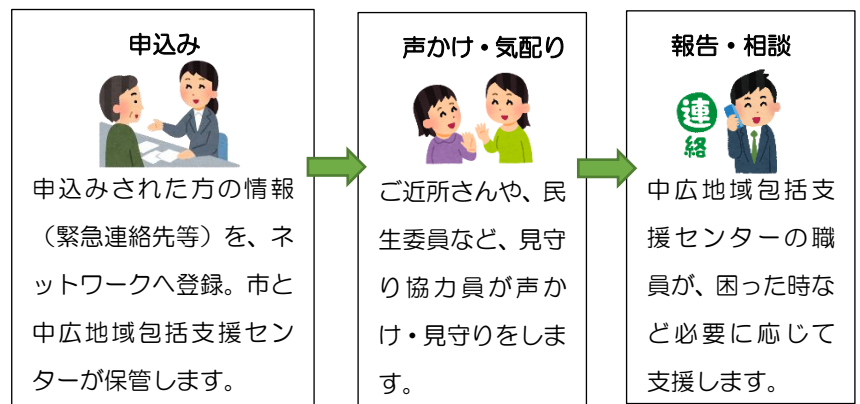 申込み
申込みされた方の情報
（緊急連絡先等）を、ネ
ットワークへ登録。市と
中広地域包括支援セン
ターが保管します。
声かけ・気配り
ご近所さんや、民
生委員など、見守
り協力員が声か
け・見守りをしま
す。
報告・相談
連
絡
中広地域包括支
援センターの職
員が、困った時な
ど必要に応じて
支援します。